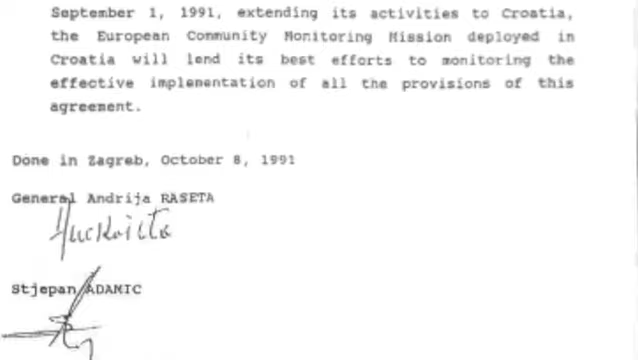 September 1, 1991, extending its activities to Croatia,
the European Community Monitoring Mission deployed in
Croatia will lend its best efforts to monitoring the
effective implementation of all the provisions of this
agreement.
Done in Zagreb, October 8, 1991
General Andrija RASETA
Stjepan ADAMIC